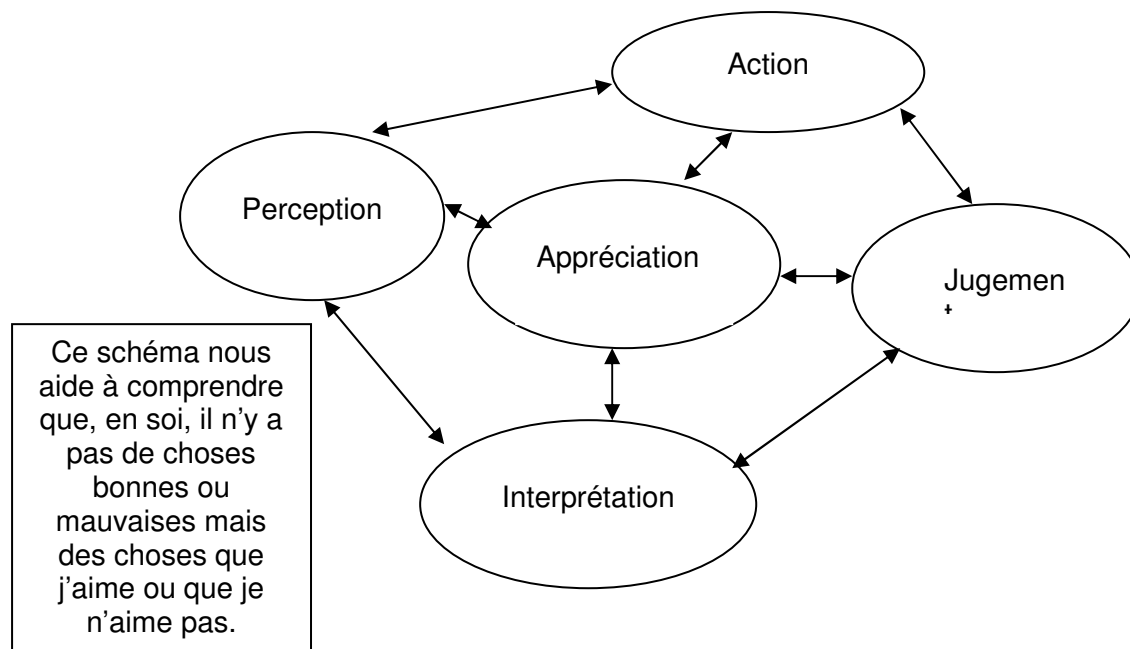 Action
Perception
Appréciation
Jugemen
t
Ce schéma nous
aide à comprendre
que, en soi, il n'y a
pas de choses
bonnes ou
mauvaises mais
des choses que
j'aime ou que je
n'aime pas.
Interprétation